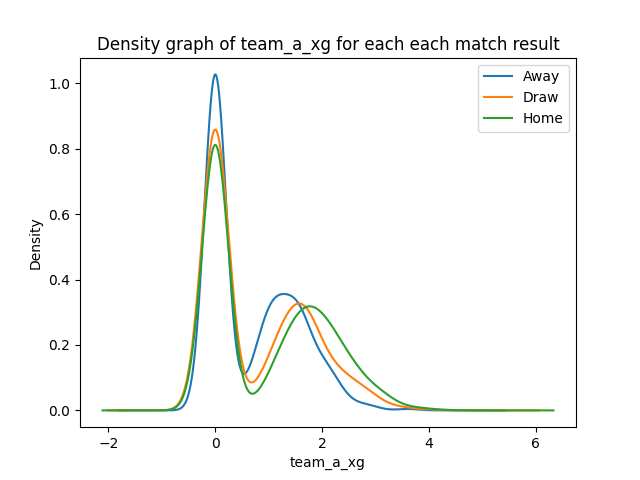 Density graph of team_a_xg for each each match result
Away
Draw
Home
1.0
0.8
0.6
0.4
0.2
0.0
Density
−2
0
2
4
6
team_a_xg